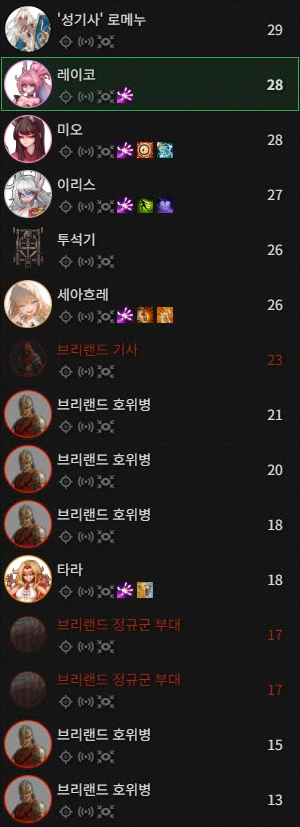 '성기사' 로메누
29
레이코
28
미오
28
이리스
27
투석기
26
세아흐레
26
브리랜드 기사
23
브리랜드 호위병
21
브리랜드 호위병
20
브리랜드 호위병
18
타라
18
브리랜드 정규군 부대
17
브리랜드 정규군 부대
17
브리랜드 호위병
15
브리랜드 호위병
13